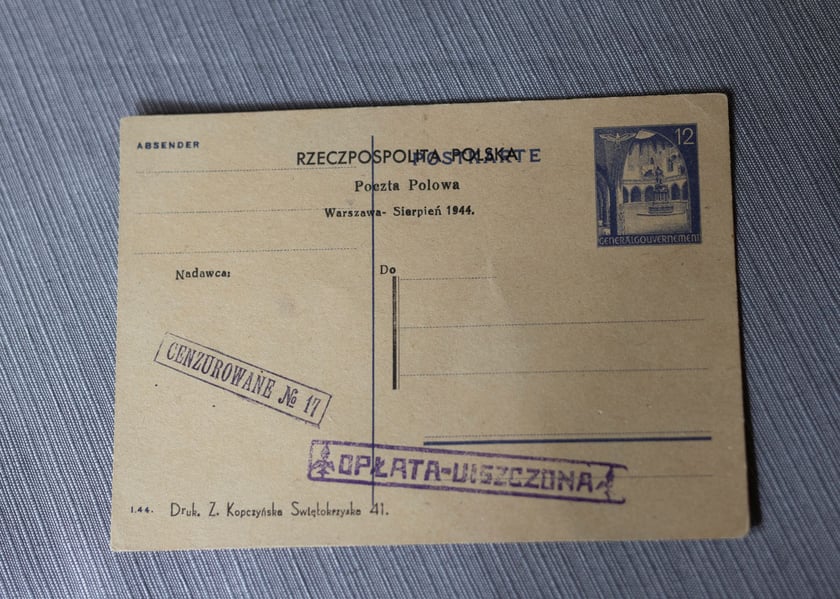 ABSENDER
POSTKARTE
RZECZPOSPOLITA POLSKA
Poczta Polowa
Warszawa- Sierpień 1944.
12
GENERALGOUVERNEMENT
Nadawca:
Do
CENZUROWANE № 17
OPŁATA-UISZCZONA
1.44. Druk. Z. Kopczyńska Swiętokrzyska 41.